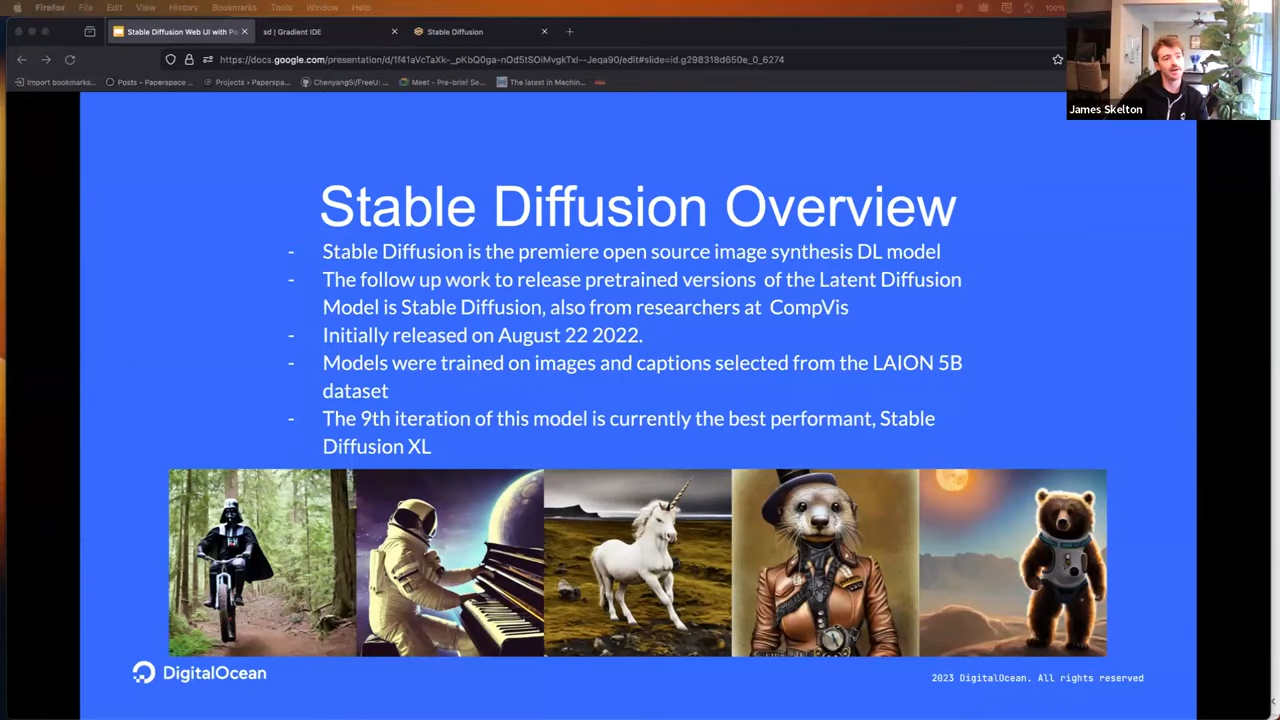 Firefox File Edit View History Bookmarks Tools Window Help 100%
Stable Diffusion Web UI with Pa
sd | Gradient IDE
Stable Diffusion
https://docs.google.com/presentation/d/1f41aVcTaXk-_pKbQ0ga-nOd5tSOiMvgkTxI--Jeqa90/edit#slide=id.g298318d650e_0_6274
Import bookmarks... Posts – Paperspace ... Projects › Paperspa... ChenyangSi/FreeU: ... Meet – Pre-brief Se... The latest in Machin...
James Skelton
Stable Diffusion Overview
- Stable Diffusion is the premiere open source image synthesis DL model
- The follow up work to release pretrained versions of the Latent Diffusion
Model is Stable Diffusion, also from researchers at CompVis
- Initially released on August 22 2022.
- Models were trained on images and captions selected from the LAION 5B
dataset
- The 9th iteration of this model is currently the best performant, Stable
Diffusion XL
DigitalOcean
2023 DigitalOcean. All rights reserved